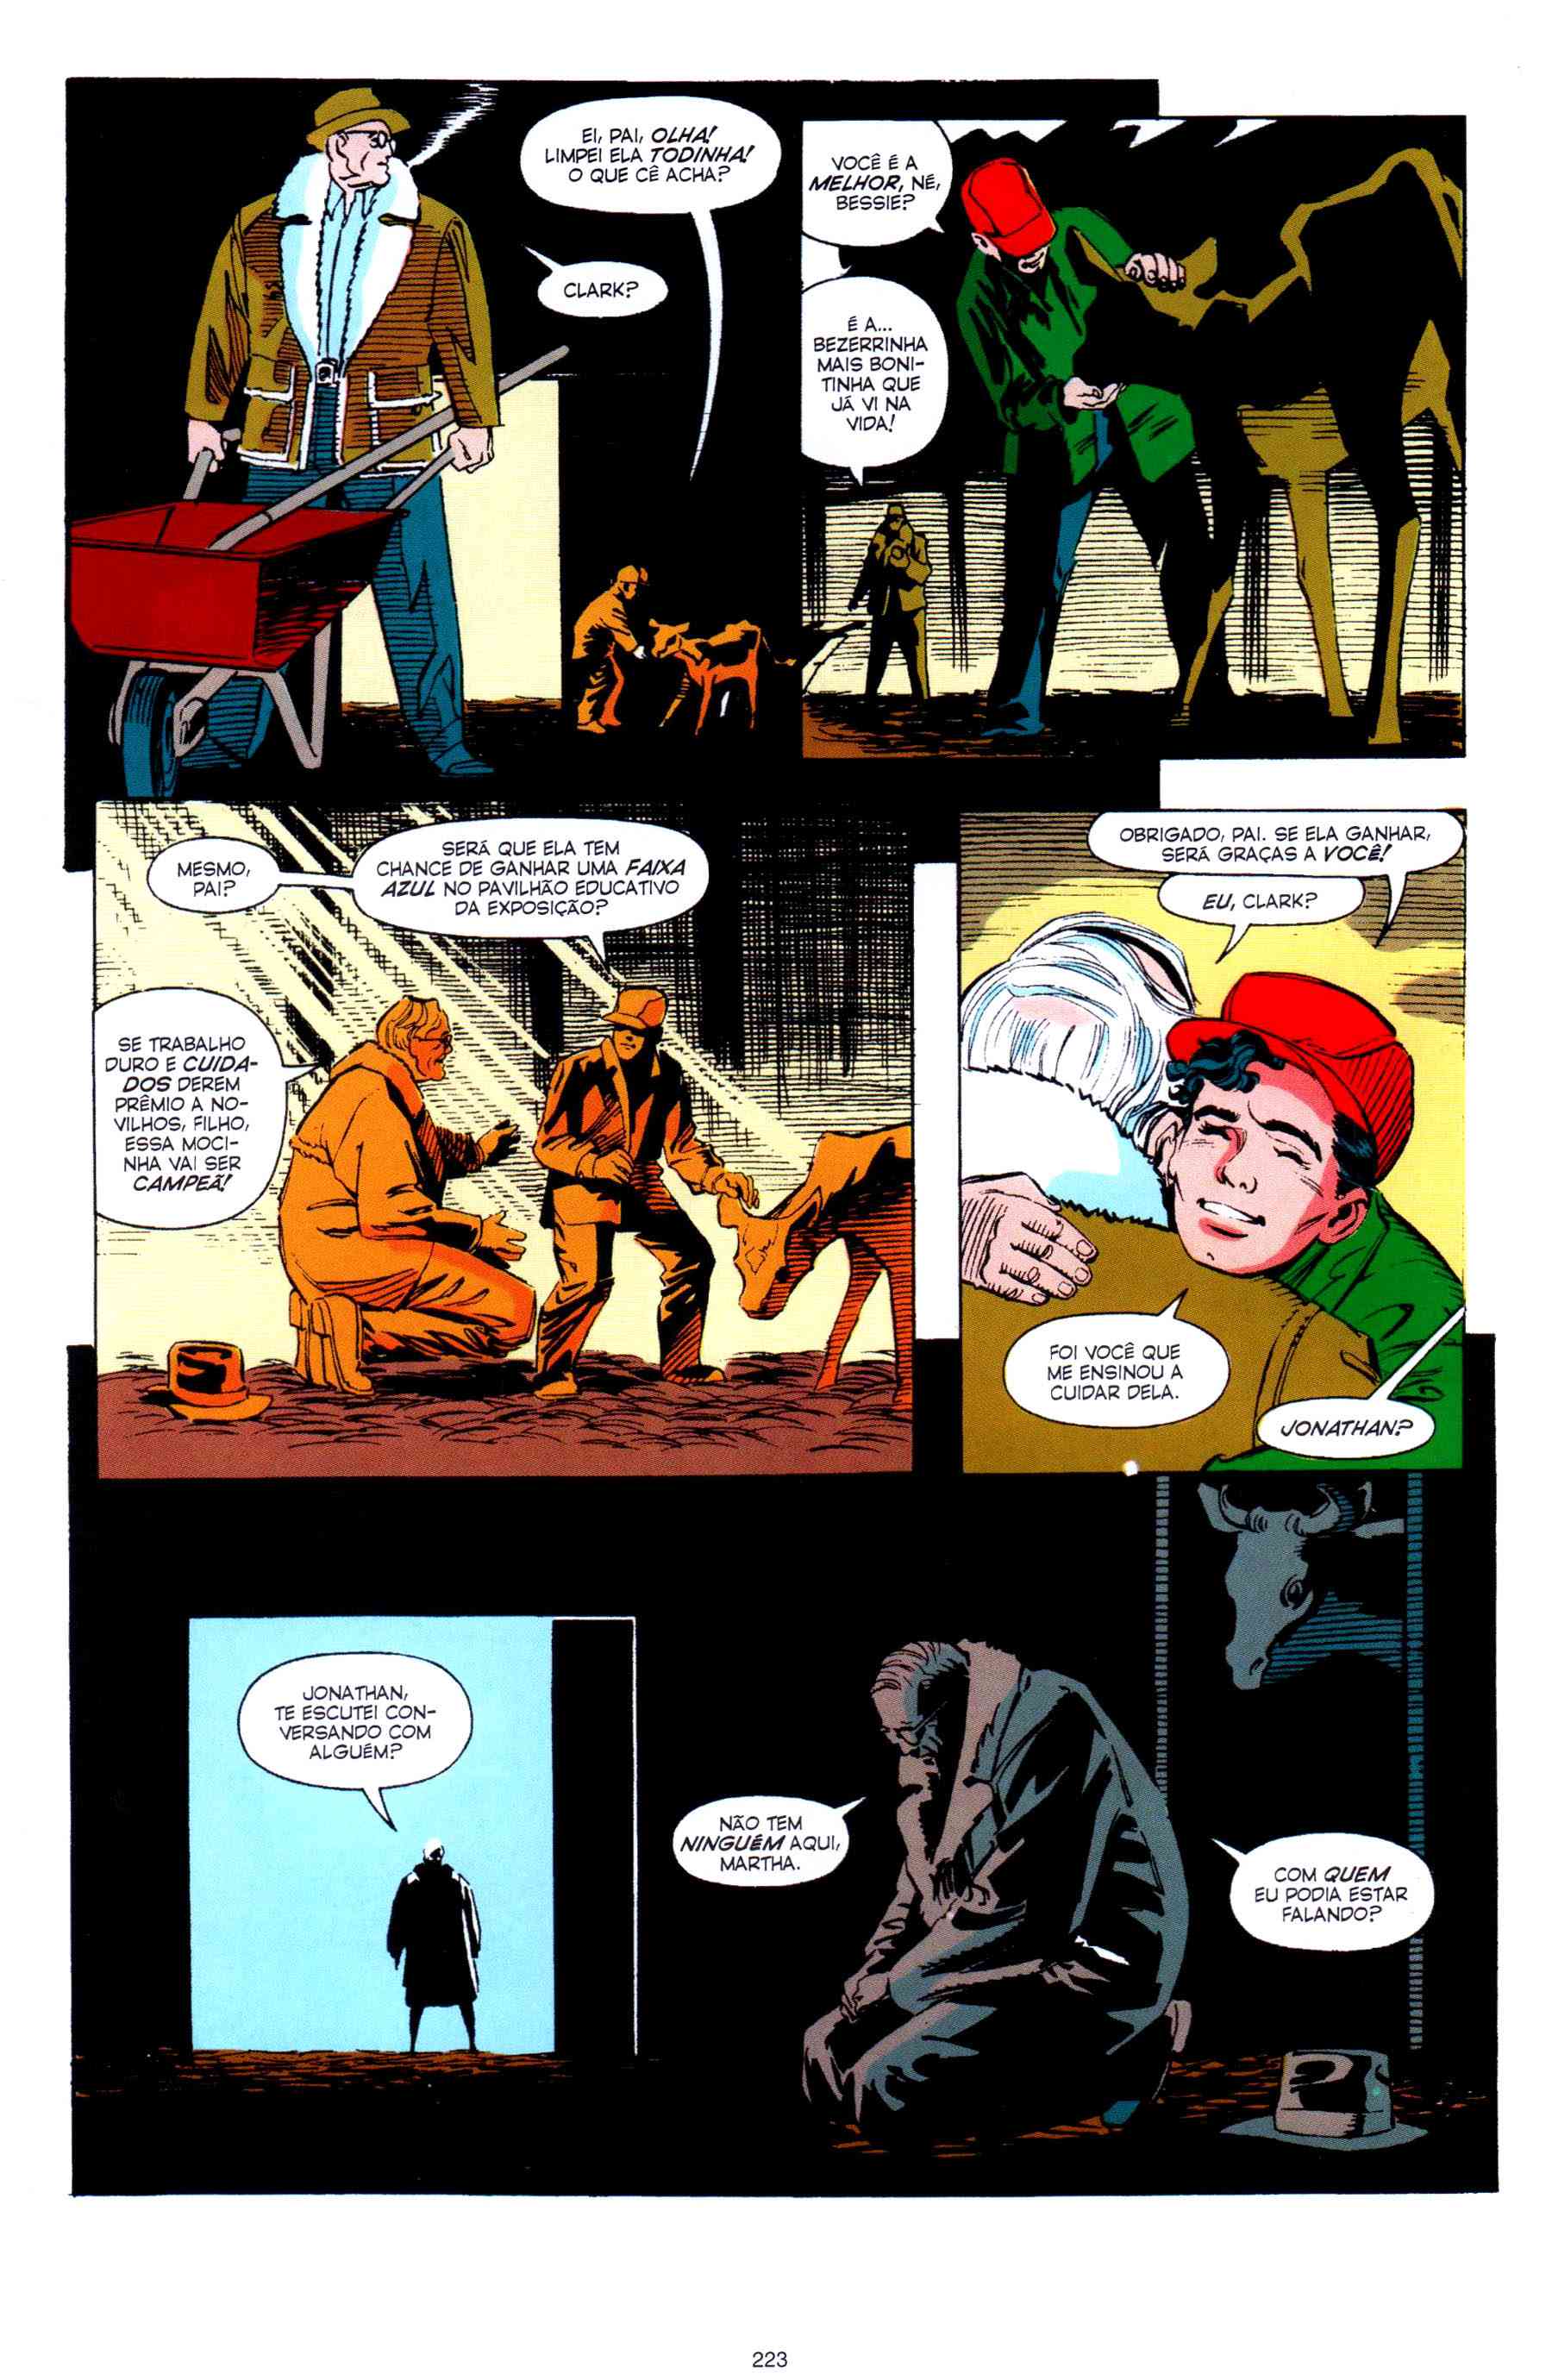 EI, PAI, OLHA!
LIMPEI ELA TODINHA!
O QUE CÊ ACHA?
CLARK?
VOCÊ É A
MELHOR, NÉ,
BESSIE?
É A...
BEZERRINHA
MAIS BONI-
TINHA QUE
JÁ VI NA
VIDA!
MESMO,
PAI?
SERÁ QUE ELA TEM
CHANCE DE GANHAR UMA FAIXA
AZUL NO PAVILHÃO EDUCATIVO
DA EXPOSIÇÃO?
SE TRABALHO
DURO E CUIDA-
DOS DEREM
PRÊMIO A NO-
VILHOS, FILHO,
ESSA MOCI-
NHA VAI SER
CAMPEÃ!
OBRIGADO, PAI. SE ELA GANHAR,
SERÁ GRAÇAS A VOCÊ!
EU, CLARK?
FOI VOCÊ QUE
ME ENSINOU A
CUIDAR DELA.
JONATHAN?
JONATHAN,
TE ESCUTEI CON-
VERSANDO COM
ALGUÉM?
NÃO TEM
NINGUÉM AQUI,
MARTHA.
COM QUEM
EU PODIA ESTAR
FALANDO?
223